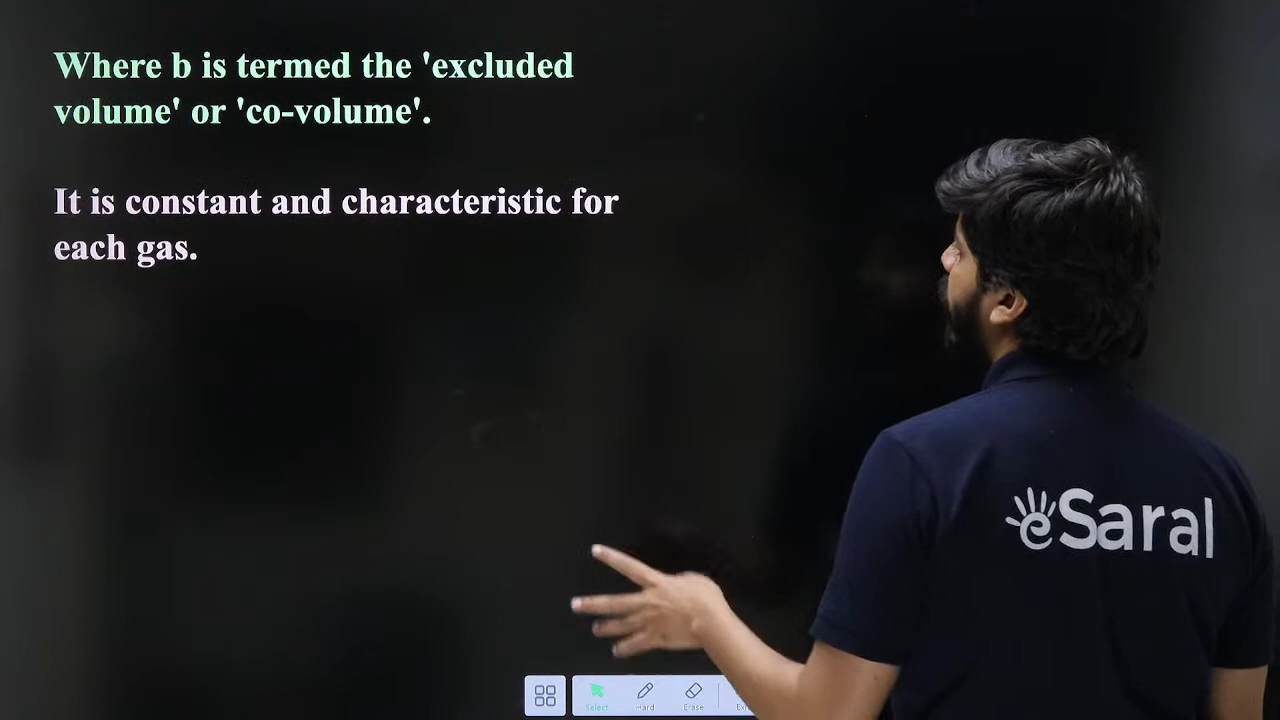 Where b is termed the 'excluded
volume' or 'co-volume'.
It is constant and characteristic for
each gas.
eSaral
Select
Hard
Erase